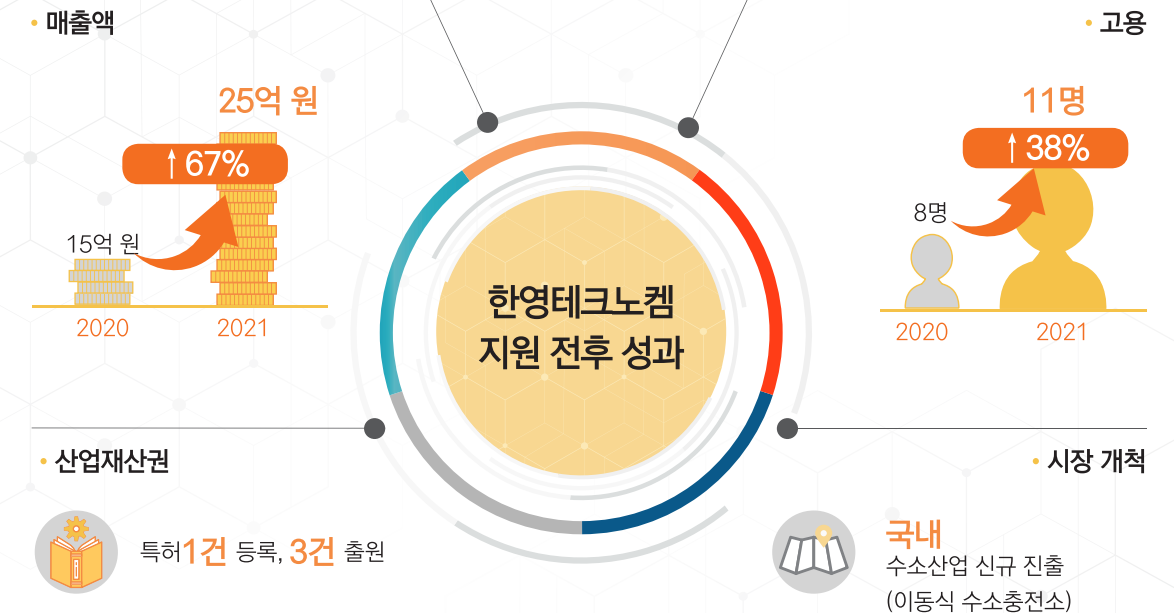 • 매출액
25억 원
↑ 67%
15억 원
2020
2021
• 고용
11명
↑ 38%
8명
2020
2021
한영테크노켐
지원 전후 성과
• 산업재산권
특허1건 등록, 3건 출원
• 시장 개척
국내
수소산업 신규 진출
(이동식 수소충전소)